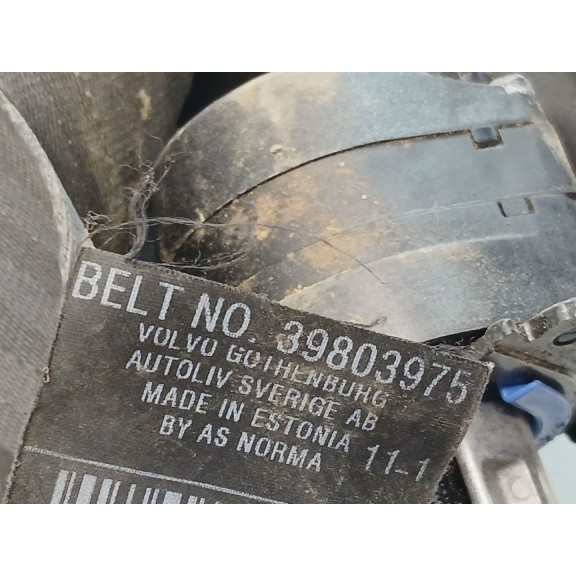 BELT NO. 39803975
VOLVO GOTHENBURG
AUTOLIV SVERIGE AB
MADE IN ESTONIA 11-1
BY AS NORMA